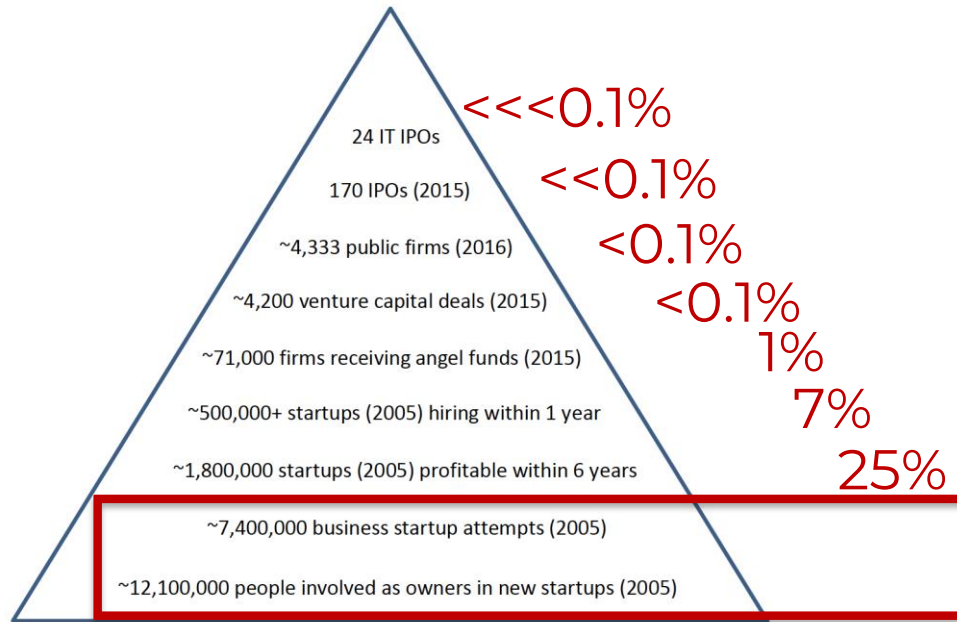 <<<0.1%
24 IT IPOs
<<0.1%
170 IPOs (2015)
<0.1%
~4,333 public firms (2016)
<0.1%
~4,200 venture capital deals (2015)
1%
~71,000 firms receiving angel funds (2015)
7%
~500,000+ startups (2005) hiring within 1 year
25%
~1,800,000 startups (2005) profitable within 6 years
~7,400,000 business startup attempts (2005)
~12,100,000 people involved as owners in new startups (2005)